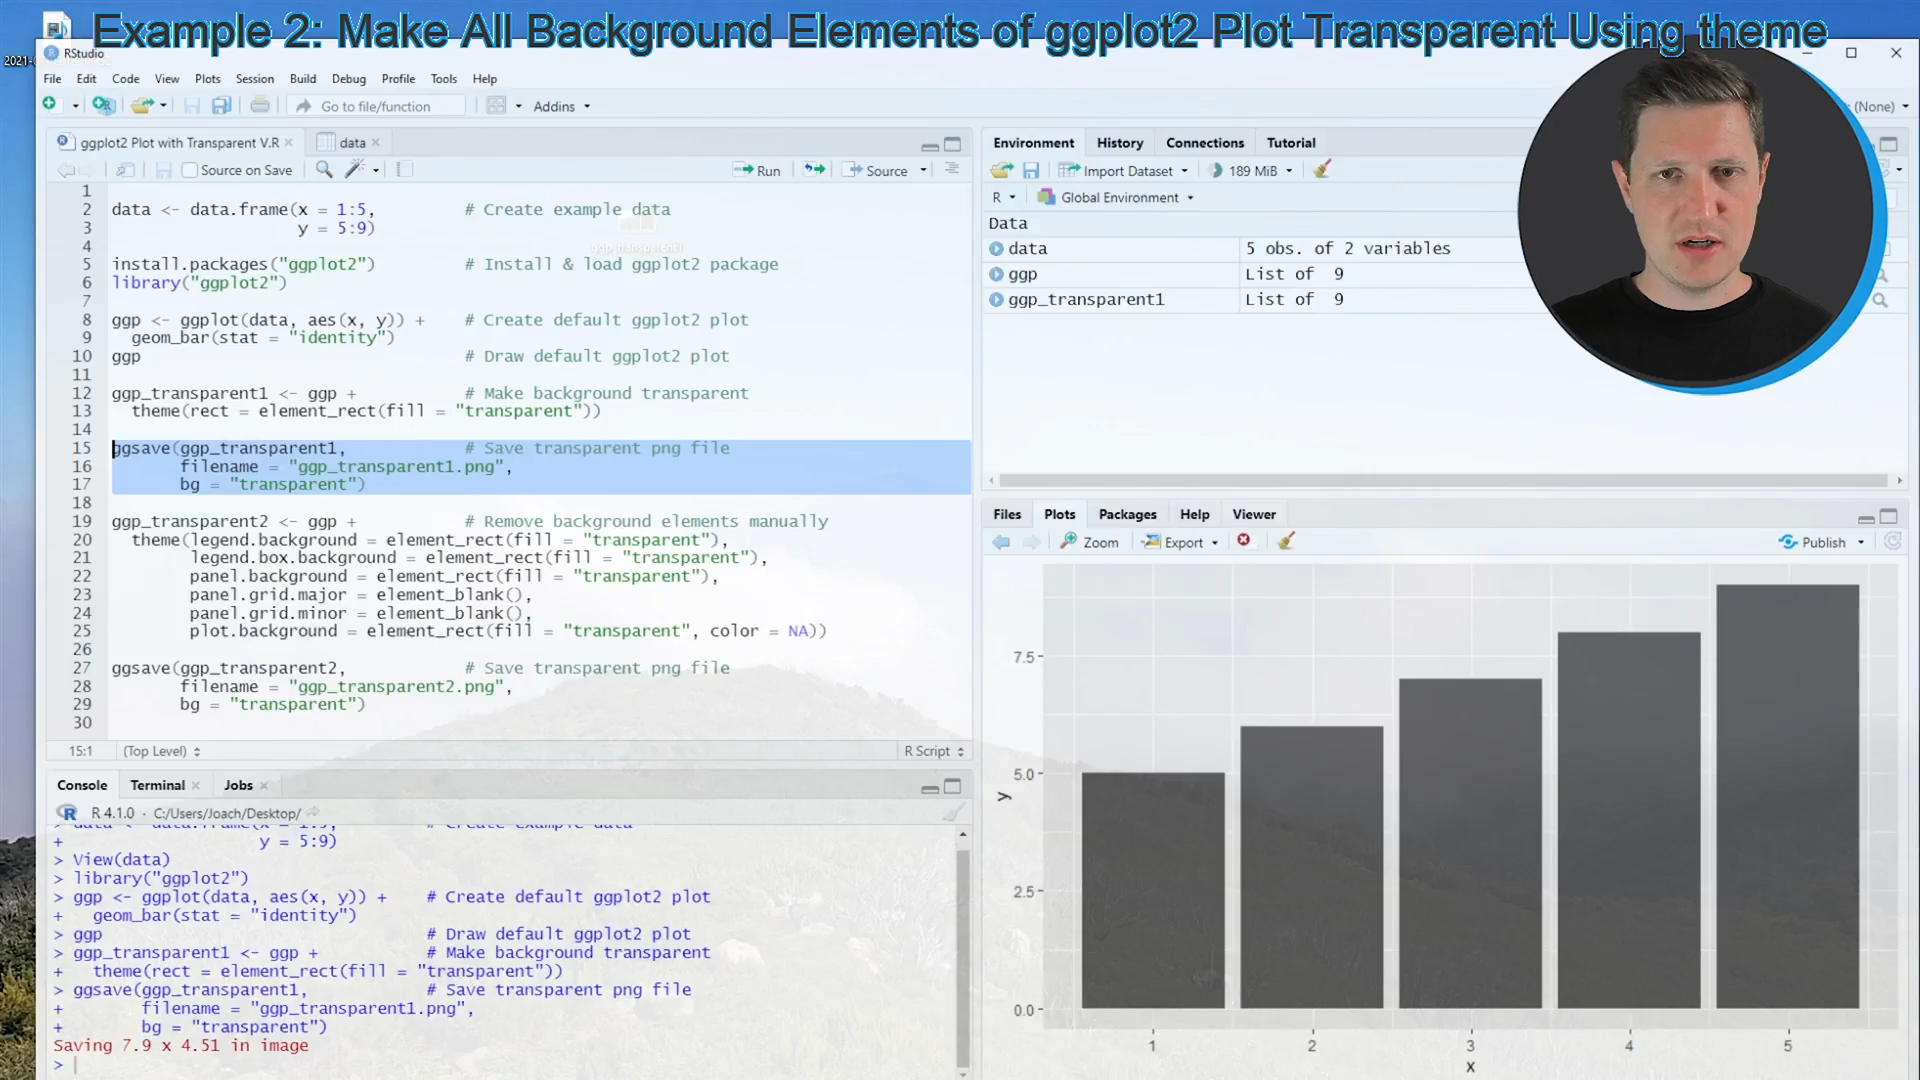 Example 2: Make All Background Elements of ggplot2 Plot Transparent Using theme
RStudio
File Edit Code View Plots Session Build Debug Profile Tools Help
Go to file/function Addins (None)
ggplot2 Plot with Transparent V.R data
Source on Save Run Source
1
2 data <- data.frame(x = 1:5, # Create example data
3 y = 5:9)
4
5 install.packages("ggplot2") # Install & load ggplot2 package
6 library("ggplot2")
7
8 ggp <- ggplot(data, aes(x, y)) + # Create default ggplot2 plot
9 geom_bar(stat = "identity")
10 ggp # Draw default ggplot2 plot
11
12 ggp_transparent1 <- ggp + # Make background transparent
13 theme(rect = element_rect(fill = "transparent"))
14
15 ggsave(ggp_transparent1, # Save transparent png file
16 filename = "ggp_transparent1.png",
17 bg = "transparent")
18
19 ggp_transparent2 <- ggp + # Remove background elements manually
20 theme(legend.background = element_rect(fill = "transparent"),
21 legend.box.background = element_rect(fill = "transparent"),
22 panel.background = element_rect(fill = "transparent"),
23 panel.grid.major = element_blank(),
24 panel.grid.minor = element_blank(),
25 plot.background = element_rect(fill = "transparent", color = NA))
26
27 ggsave(ggp_transparent2, # Save transparent png file
28 filename = "ggp_transparent2.png",
29 bg = "transparent")
30
15:1 (Top Level) R Script
Console Terminal Jobs
R 4.1.0 · C:/Users/Joach/Desktop/
+ y = 5:9)
> View(data)
> library("ggplot2")
> ggp <- ggplot(data, aes(x, y)) + # Create default ggplot2 plot
+ geom_bar(stat = "identity")
> ggp # Draw default ggplot2 plot
> ggp_transparent1 <- ggp + # Make background transparent
+ theme(rect = element_rect(fill = "transparent"))
> ggsave(ggp_transparent1, # Save transparent png file
+ filename = "ggp_transparent1.png",
+ bg = "transparent")
Saving 7.9 x 4.51 in image
>
Environment History Connections Tutorial
Import Dataset 189 MiB
R Global Environment
Data
data 5 obs. of 2 variables
ggp List of 9
ggp_transparent1 List of 9
Files Plots Packages Help Viewer
Zoom Export Publish
7.5
5.0
y
2.5
0.0
1 2 3 4 5
x